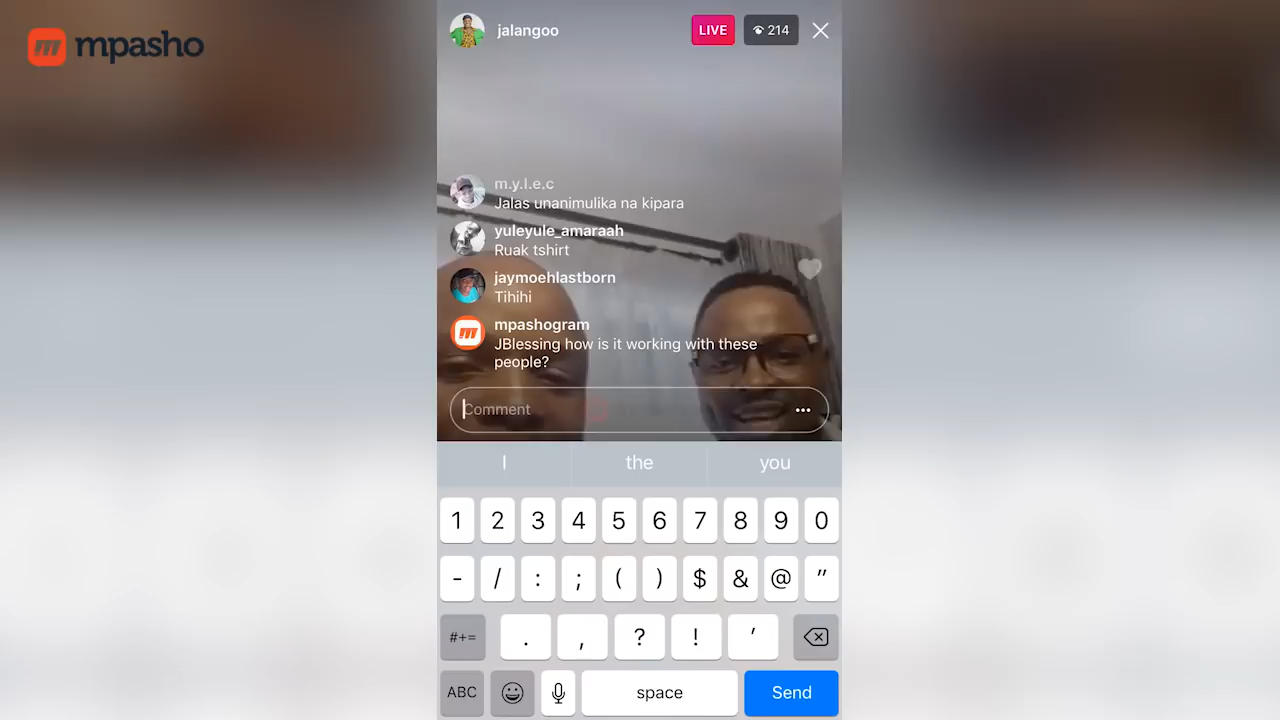 mpasho
jalangoo
LIVE
214
m.y.l.e.c
Jalas unanimulika na kipara
yuleyule_amaraah
Ruak tshirt
jaymoehlastborn
Tihihi
mpashogram
JBlessing how is it working with these
people?
Comment
I the you
1 2 3 4 5 6 7 8 9 0
- / : ; ( ) $ & @ "
#+= . , ? ! '
ABC space Send